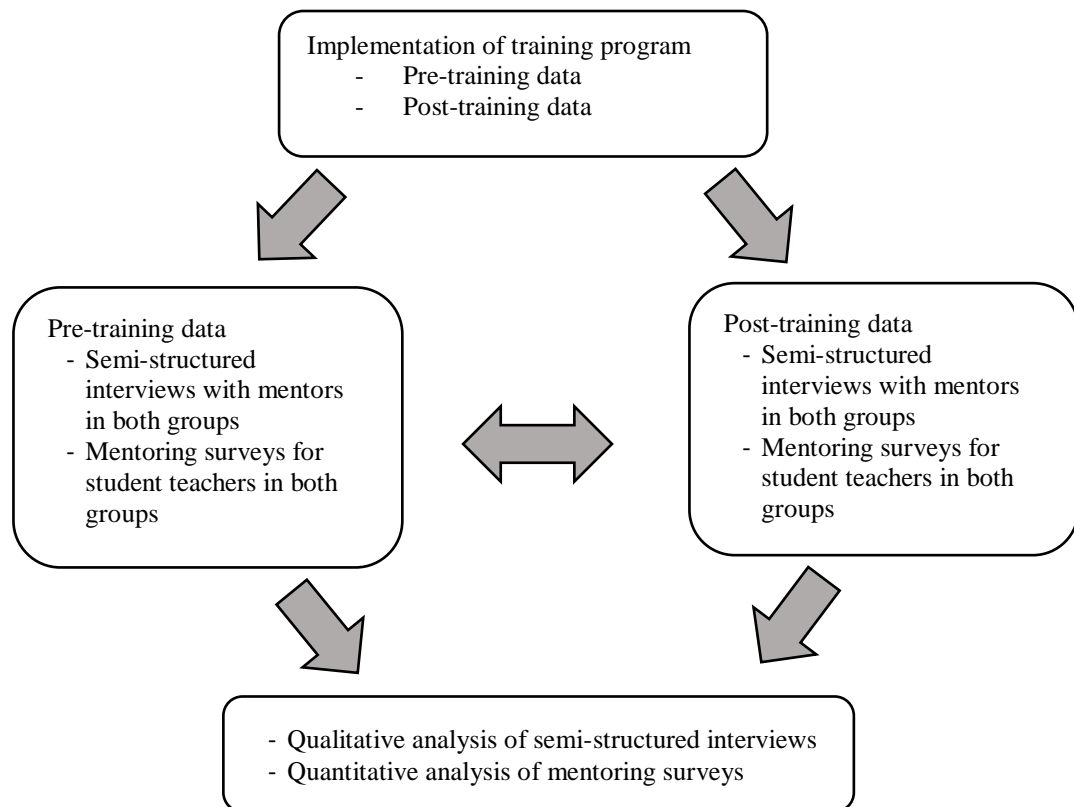 Implementation of training program
- Pre-training data
- Post-training data
Pre-training data
- Semi-structured
interviews with mentors
in both groups
- Mentoring surveys for
student teachers in both
groups
Post-training data
- Semi-structured
interviews with mentors
in both groups
- Mentoring surveys for
student teachers in both
groups
- Qualitative analysis of semi-structured interviews
- Quantitative analysis of mentoring surveys